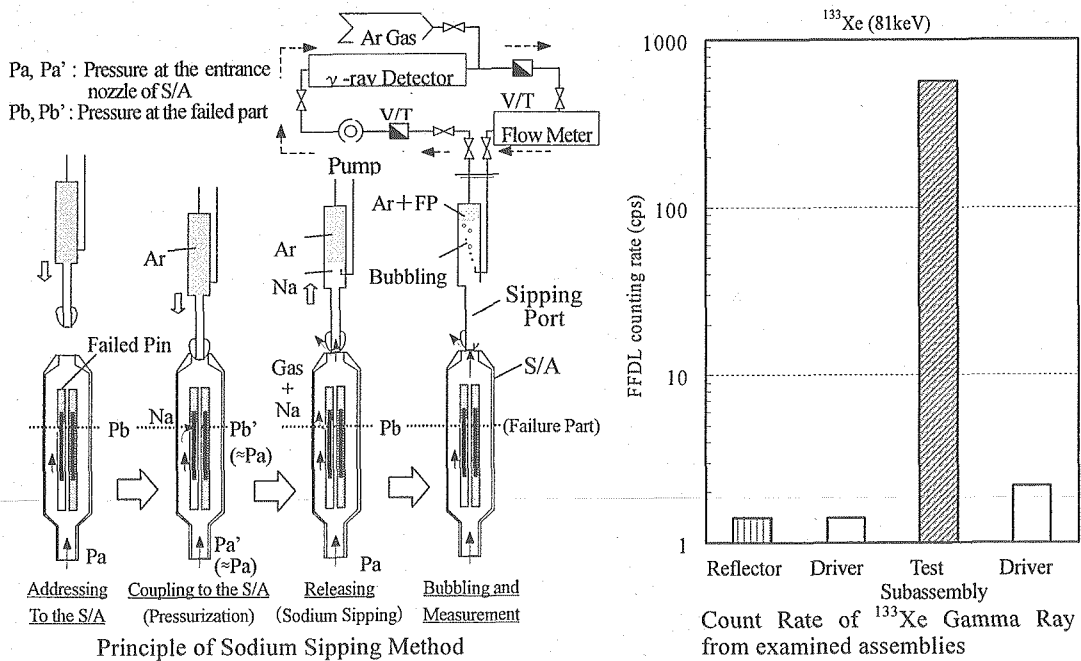 Pa, Pa' : Pressure at the entrance
nozzle of S/A
Pb, Pb' : Pressure at the failed part
Ar Gas
γ-ray Detector
V/T
V/T
Flow Meter
Pump
Ar+FP
Ar
Ar
Na
Bubbling
Sipping
Port
Failed Pin
S/A
Gas
+
Na
Na
Pb
Pb'
(≈Pa)
Pb
(Failure Part)
Pa
Pa'
(≈Pa)
Pa
Addressing
To the S/A
Coupling to the S/A
(Pressurization)
Releasing
(Sodium Sipping)
Bubbling and
Measurement
Principle of Sodium Sipping Method
¹³³Xe (81keV)
FFDL counting rate (cps)
1000
100
10
1
Reflector
Driver
Test
Subassembly
Driver
Count Rate of ¹³³Xe Gamma Ray
from examined assemblies